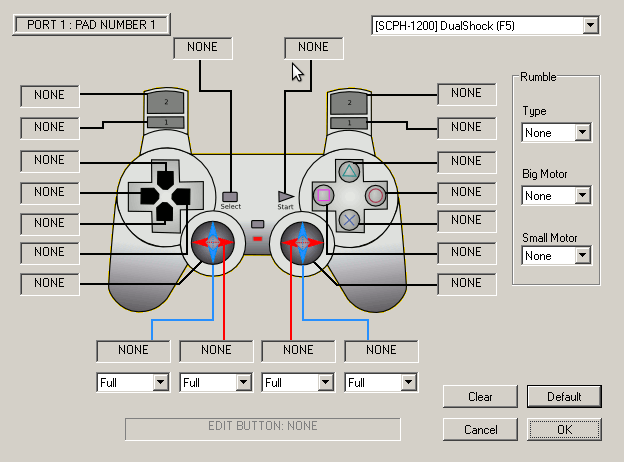 PORT 1 : PAD NUMBER 1
[SCPH-1200] DualShock (F5)
NONE
NONE
NONE
NONE
NONE
NONE
NONE
NONE
NONE
2
1
Select
Start
2
1
NONE
NONE
NONE
NONE
NONE
NONE
NONE
Rumble
Type
None
Big Motor
None
Small Motor
None
NONE
NONE
NONE
NONE
Full
Full
Full
Full
EDIT BUTTON: NONE
Clear
Default
Cancel
OK